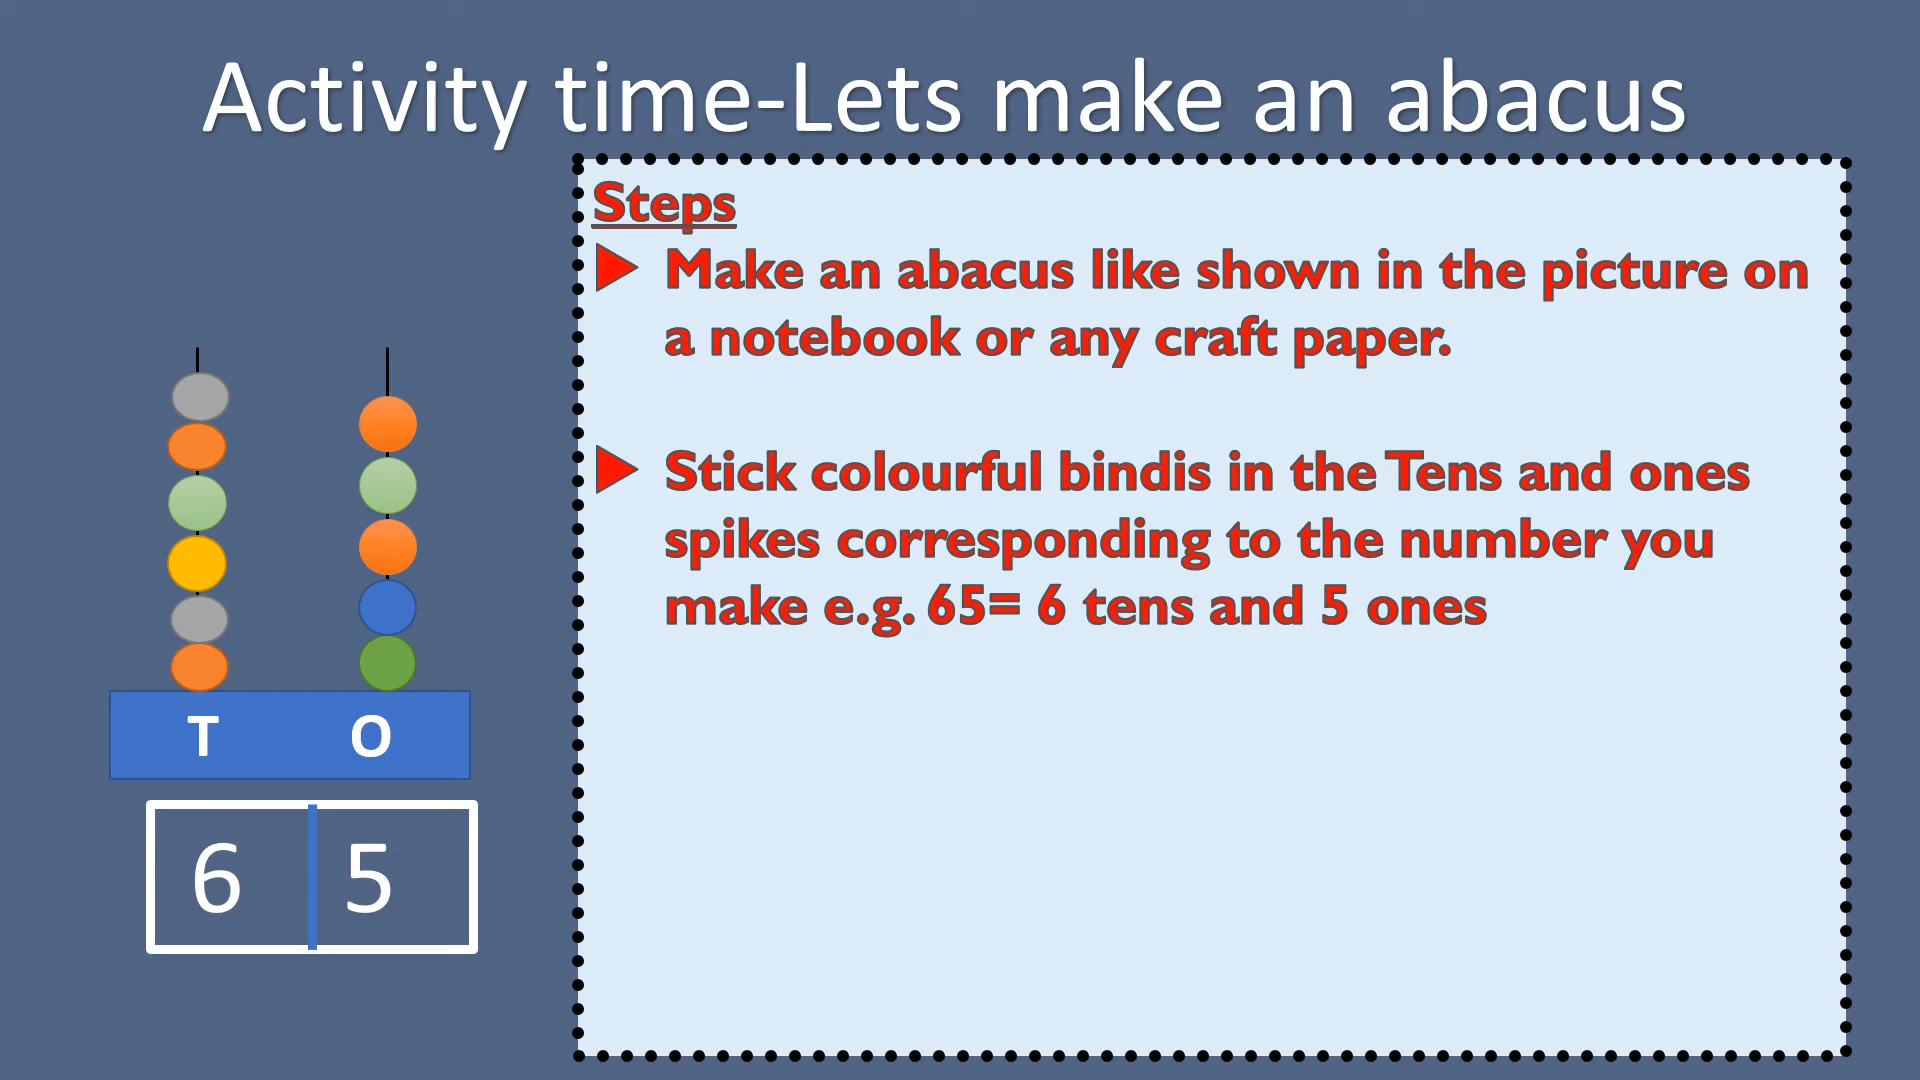 Activity time-Lets make an abacus
Steps
Make an abacus like shown in the picture on
a notebook or any craft paper.
Stick colourful bindis in the Tens and ones
spikes corresponding to the number you
make e.g. 65= 6 tens and 5 ones
T O
6 5